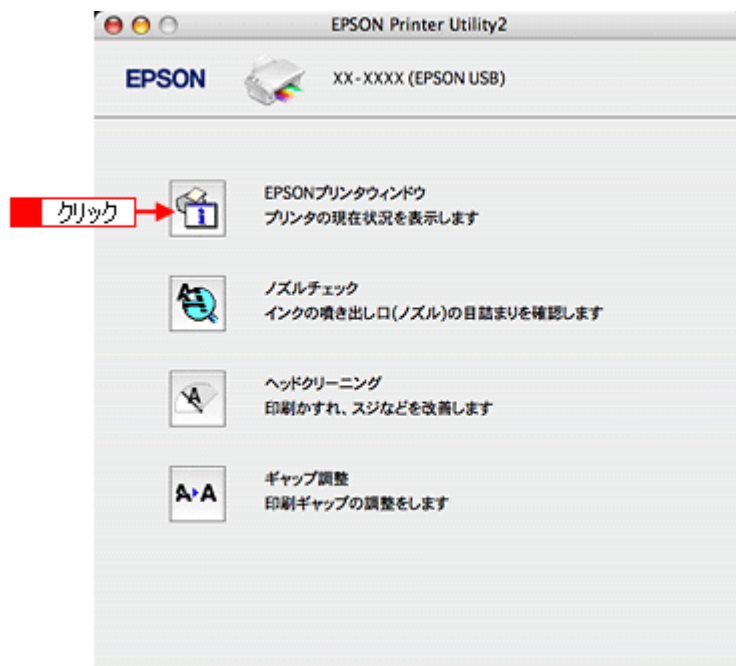 EPSON Printer Utility2
EPSON
XX-XXXX (EPSON USB)
EPSONプリンタウィンドウ
クリック
プリンタの現在状況を表示します
ノズルチェック
インクの噴き出し口(ノズル)の目詰まりを確認します
ヘッドクリーニング
印刷かすれ、スジなどを改善します
ギャップ調整
印刷ギャップの調整をします